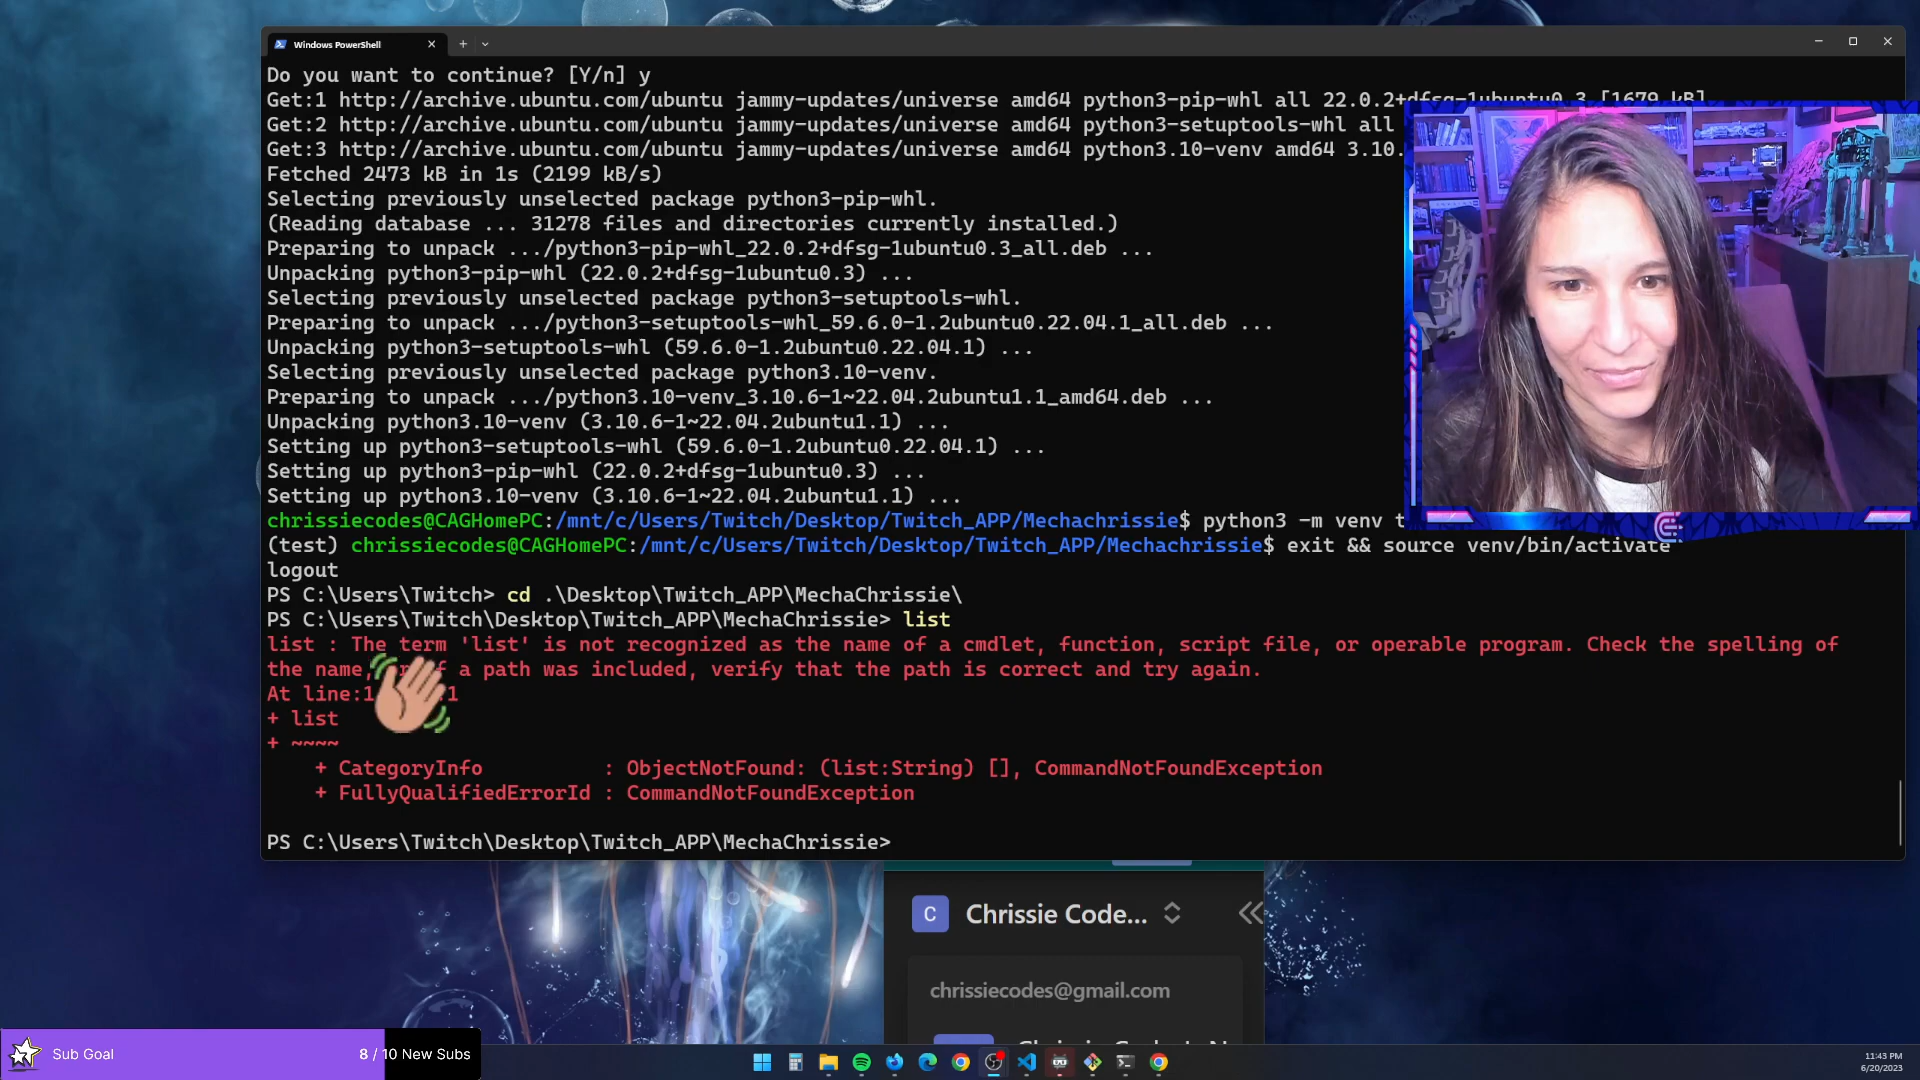 Windows PowerShell
Do you want to continue? [Y/n] y
Get:1 http://archive.ubuntu.com/ubuntu jammy-updates/universe amd64 python3-pip-whl all 22.0.2+dfsg-1ubuntu0.3 [1679 kB]
Get:2 http://archive.ubuntu.com/ubuntu jammy-updates/universe amd64 python3-setuptools-whl all
Get:3 http://archive.ubuntu.com/ubuntu jammy-updates/universe amd64 python3.10-venv amd64 3.10.
Fetched 2473 kB in 1s (2199 kB/s)
Selecting previously unselected package python3-pip-whl.
(Reading database ... 31278 files and directories currently installed.)
Preparing to unpack .../python3-pip-whl_22.0.2+dfsg-1ubuntu0.3_all.deb ...
Unpacking python3-pip-whl (22.0.2+dfsg-1ubuntu0.3) ...
Selecting previously unselected package python3-setuptools-whl.
Preparing to unpack .../python3-setuptools-whl_59.6.0-1.2ubuntu0.22.04.1_all.deb ...
Unpacking python3-setuptools-whl (59.6.0-1.2ubuntu0.22.04.1) ...
Selecting previously unselected package python3.10-venv.
Preparing to unpack .../python3.10-venv_3.10.6-1~22.04.2ubuntu1.1_amd64.deb ...
Unpacking python3.10-venv (3.10.6-1~22.04.2ubuntu1.1) ...
Setting up python3-setuptools-whl (59.6.0-1.2ubuntu0.22.04.1) ...
Setting up python3-pip-whl (22.0.2+dfsg-1ubuntu0.3) ...
Setting up python3.10-venv (3.10.6-1~22.04.2ubuntu1.1) ...
chrissiecodes@CAGHomePC:/mnt/c/Users/Twitch/Desktop/Twitch_APP/Mechachrissie$ python3 -m venv t
(test) chrissiecodes@CAGHomePC:/mnt/c/Users/Twitch/Desktop/Twitch_APP/Mechachrissie$ exit && source venv/bin/activate
logout
PS C:\Users\Twitch> cd .\Desktop\Twitch_APP\MechaChrissie\
PS C:\Users\Twitch\Desktop\Twitch_APP\MechaChrissie> list
list : The term 'list' is not recognized as the name of a cmdlet, function, script file, or operable program. Check the spelling of
the name, a path was included, verify that the path is correct and try again.
At line:1 1
+ list
+ ~~~~
+ CategoryInfo : ObjectNotFound: (list:String) [], CommandNotFoundException
+ FullyQualifiedErrorId : CommandNotFoundException
PS C:\Users\Twitch\Desktop\Twitch_APP\MechaChrissie>
C Chrissie Code...
chrissiecodes@gmail.com
Sub Goal 8 / 10 New Subs
11:43 PM
6/20/2023